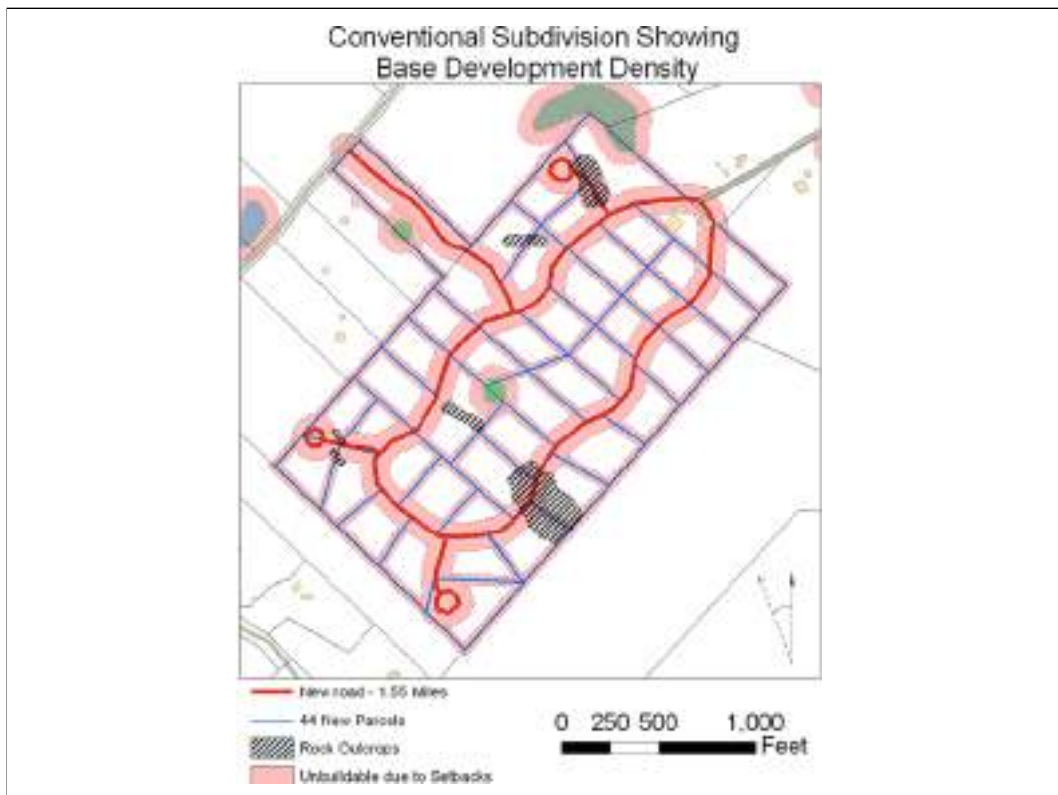 Conventional Subdivision Showing
Base Development Density
New road - 1.55 Miles
44 New Parcels
Rock Outcrops
Unbuildable due to Setbacks
0 250 500 1,000
Feet